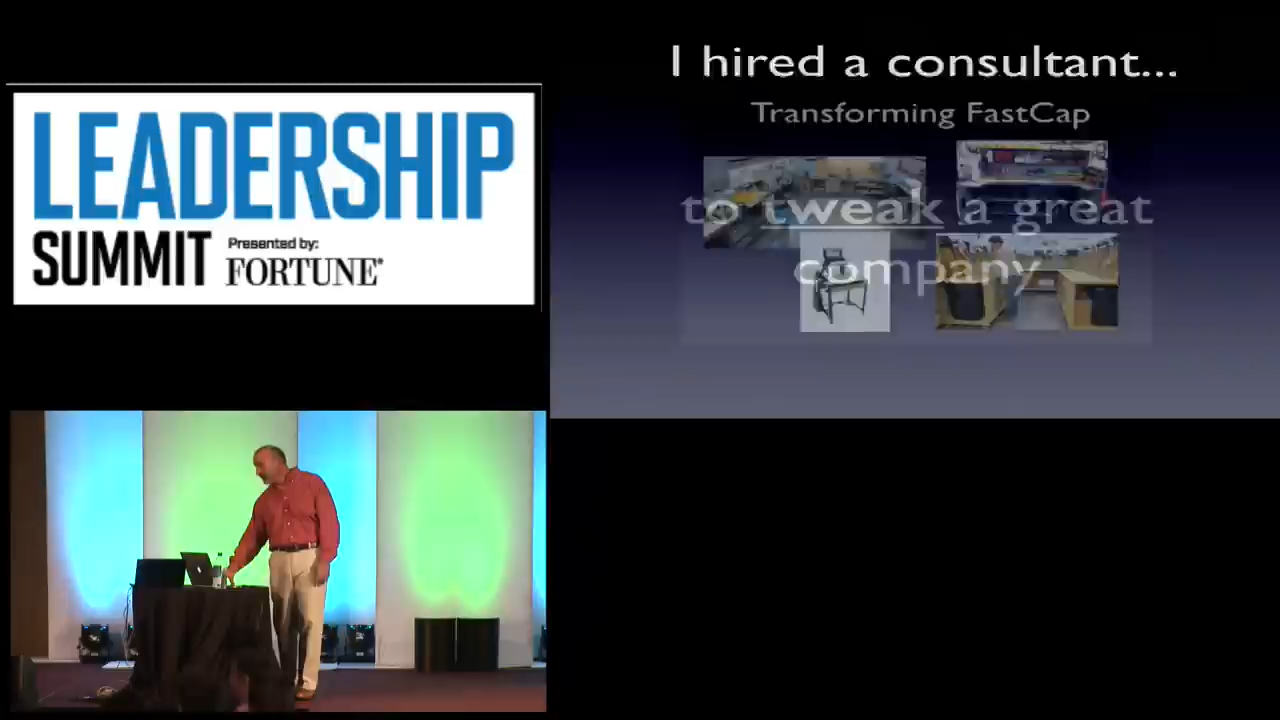 LEADERSHIP
SUMMIT
Presented by:
FORTUNE
I hired a consultant...
Transforming FastCap
to tweak a great
company